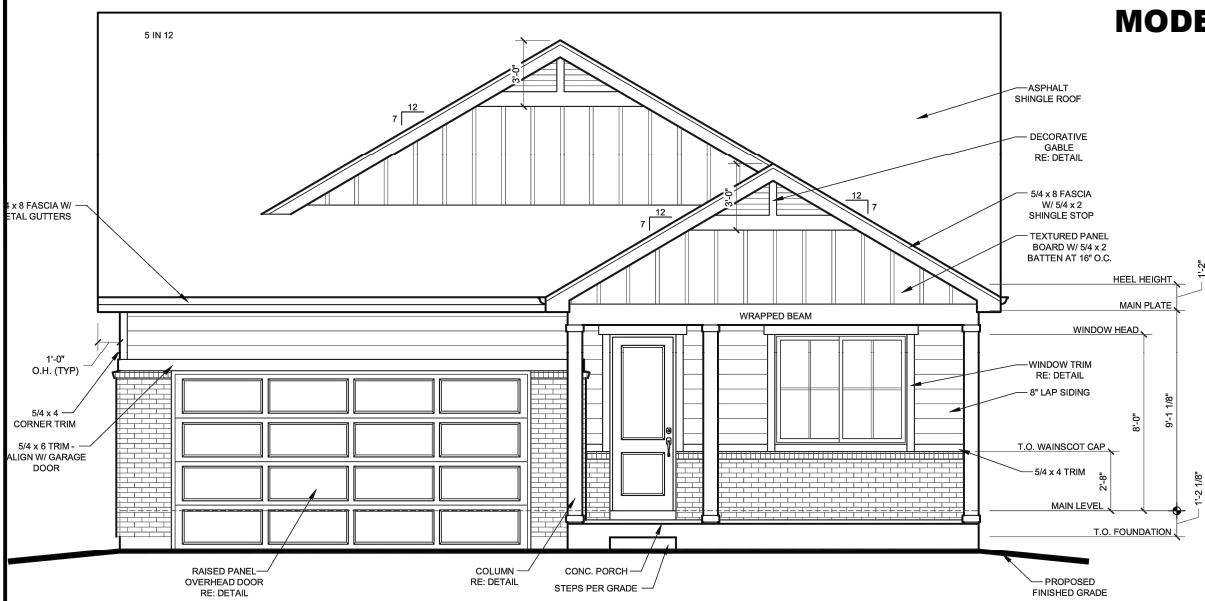 MODE
5 IN 12
3'-0"
12
7
ASPHALT
SHINGLE ROOF
DECORATIVE
GABLE
RE: DETAIL
3'-0"
12
7
12
7
5/4 x 8 FASCIA
W/ 5/4 x 2
SHINGLE STOP
x 8 FASCIA W/
ETAL GUTTERS
TEXTURED PANEL
BOARD W/ 5/4 x 2
BATTEN AT 16" O.C.
HEEL HEIGHT
1'-2"
MAIN PLATE
WRAPPED BEAM
WINDOW HEAD
1'-0"
O.H. (TYP)
WINDOW TRIM
RE: DETAIL
8" LAP SIDING
8'-0"
9'-1 1/8"
5/4 x 4
CORNER TRIM
5/4 x 6 TRIM -
ALIGN W/ GARAGE
DOOR
T.O. WAINSCOT CAP
5/4 x 4 TRIM
2'-8"
MAIN LEVEL
1'-2 1/8"
T.O. FOUNDATION
RAISED PANEL
OVERHEAD DOOR
RE: DETAIL
COLUMN
RE: DETAIL
CONC. PORCH
STEPS PER GRADE
PROPOSED
FINISHED GRADE